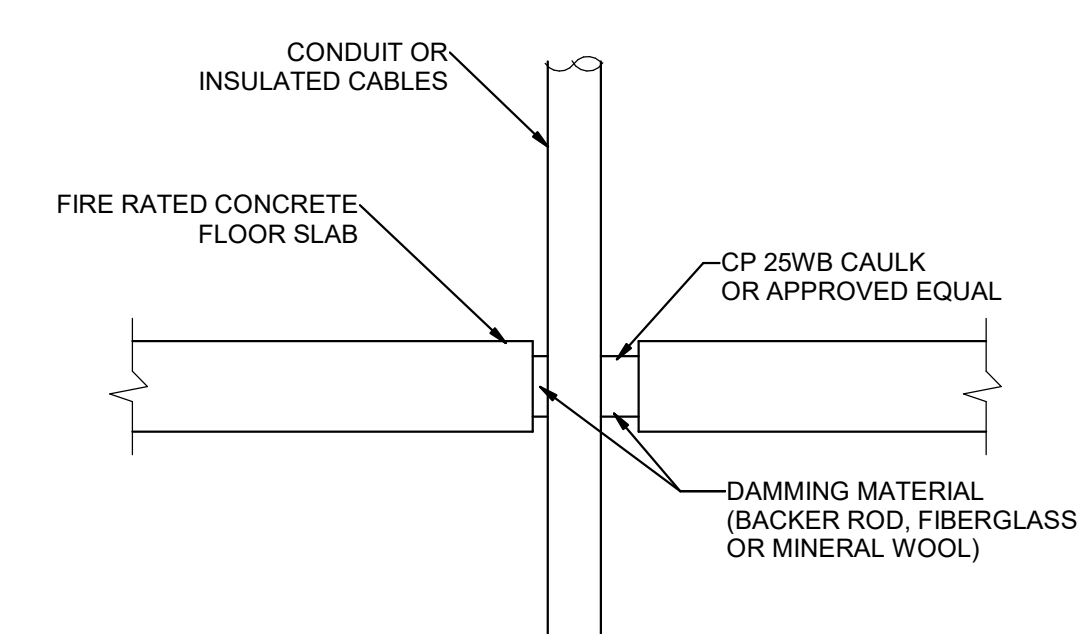 CONDUIT OR
INSULATED CABLES
FIRE RATED CONCRETE
FLOOR SLAB
CP 25WB CAULK
OR APPROVED EQUAL
DAMMING MATERIAL
(BACKER ROD, FIBERGLASS
OR MINERAL WOOL)